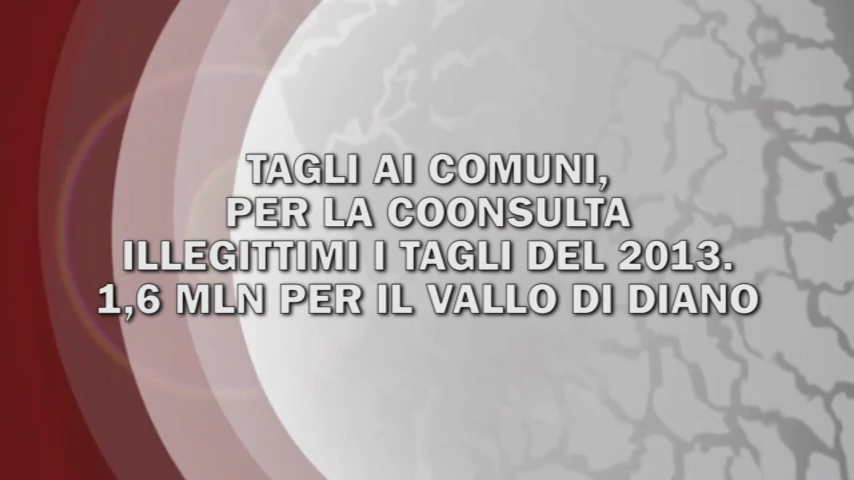 TAGLI AI COMUNI,
PER LA COONSULTA
ILLEGITTIMI I TAGLI DEL 2013.
1,6 MLN PER IL VALLO DI DIANO